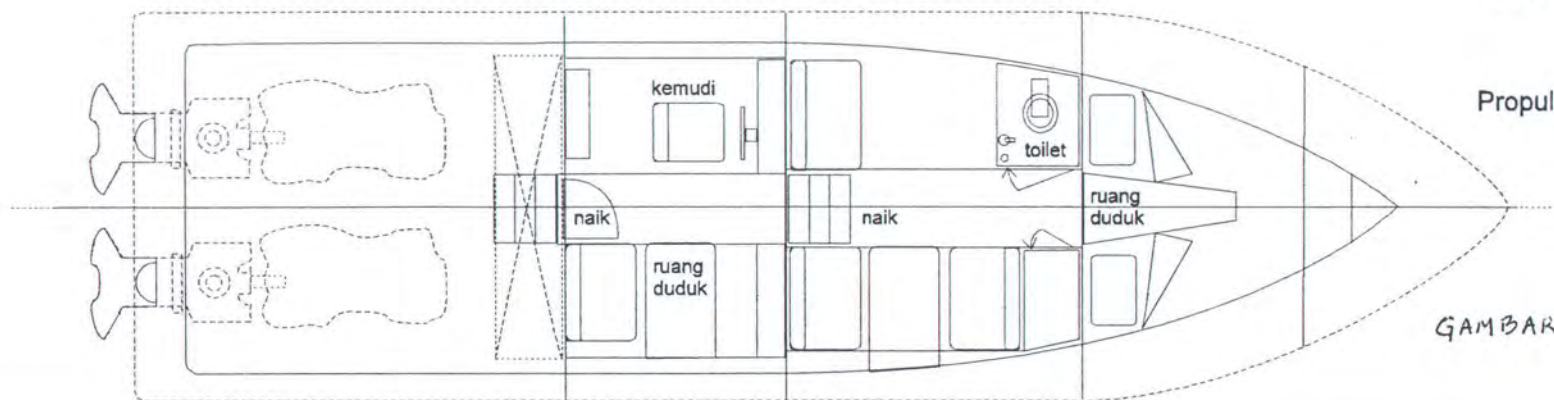 kemudi
Propul
toilet
naik
naik
ruang
duduk
ruang
duduk
GAMBAR